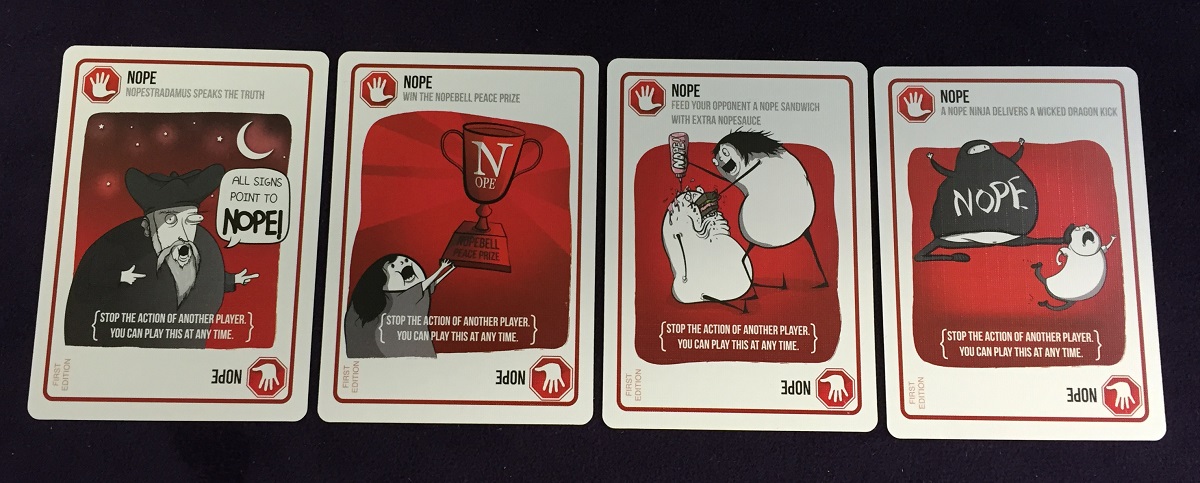 NOPE
NOPESTRADAMUS SPEAKS THE TRUTH
ALL SIGNS
POINT TO
NOPE!
STOP THE ACTION OF ANOTHER PLAYER.
YOU CAN PLAY THIS AT ANY TIME.
NOPE
FIRST
EDITION
NOPE
WIN THE NOPEBELL PEACE PRIZE
N
OPE
NOPEBELL
PEACE PRIZE
STOP THE ACTION OF ANOTHER PLAYER.
YOU CAN PLAY THIS AT ANY TIME.
NOPE
FIRST
EDITION
NOPE
FEED YOUR OPPONENT A NOPE SANDWICH
WITH EXTRA NOPESAUCE
NOPE
STOP THE ACTION OF ANOTHER PLAYER.
YOU CAN PLAY THIS AT ANY TIME.
NOPE
FIRST
EDITION
NOPE
A NOPE NINJA DELIVERS A WICKED DRAGON KICK
NOPE
STOP THE ACTION OF ANOTHER PLAYER.
YOU CAN PLAY THIS AT ANY TIME.
NOPE
FIRST
EDITION